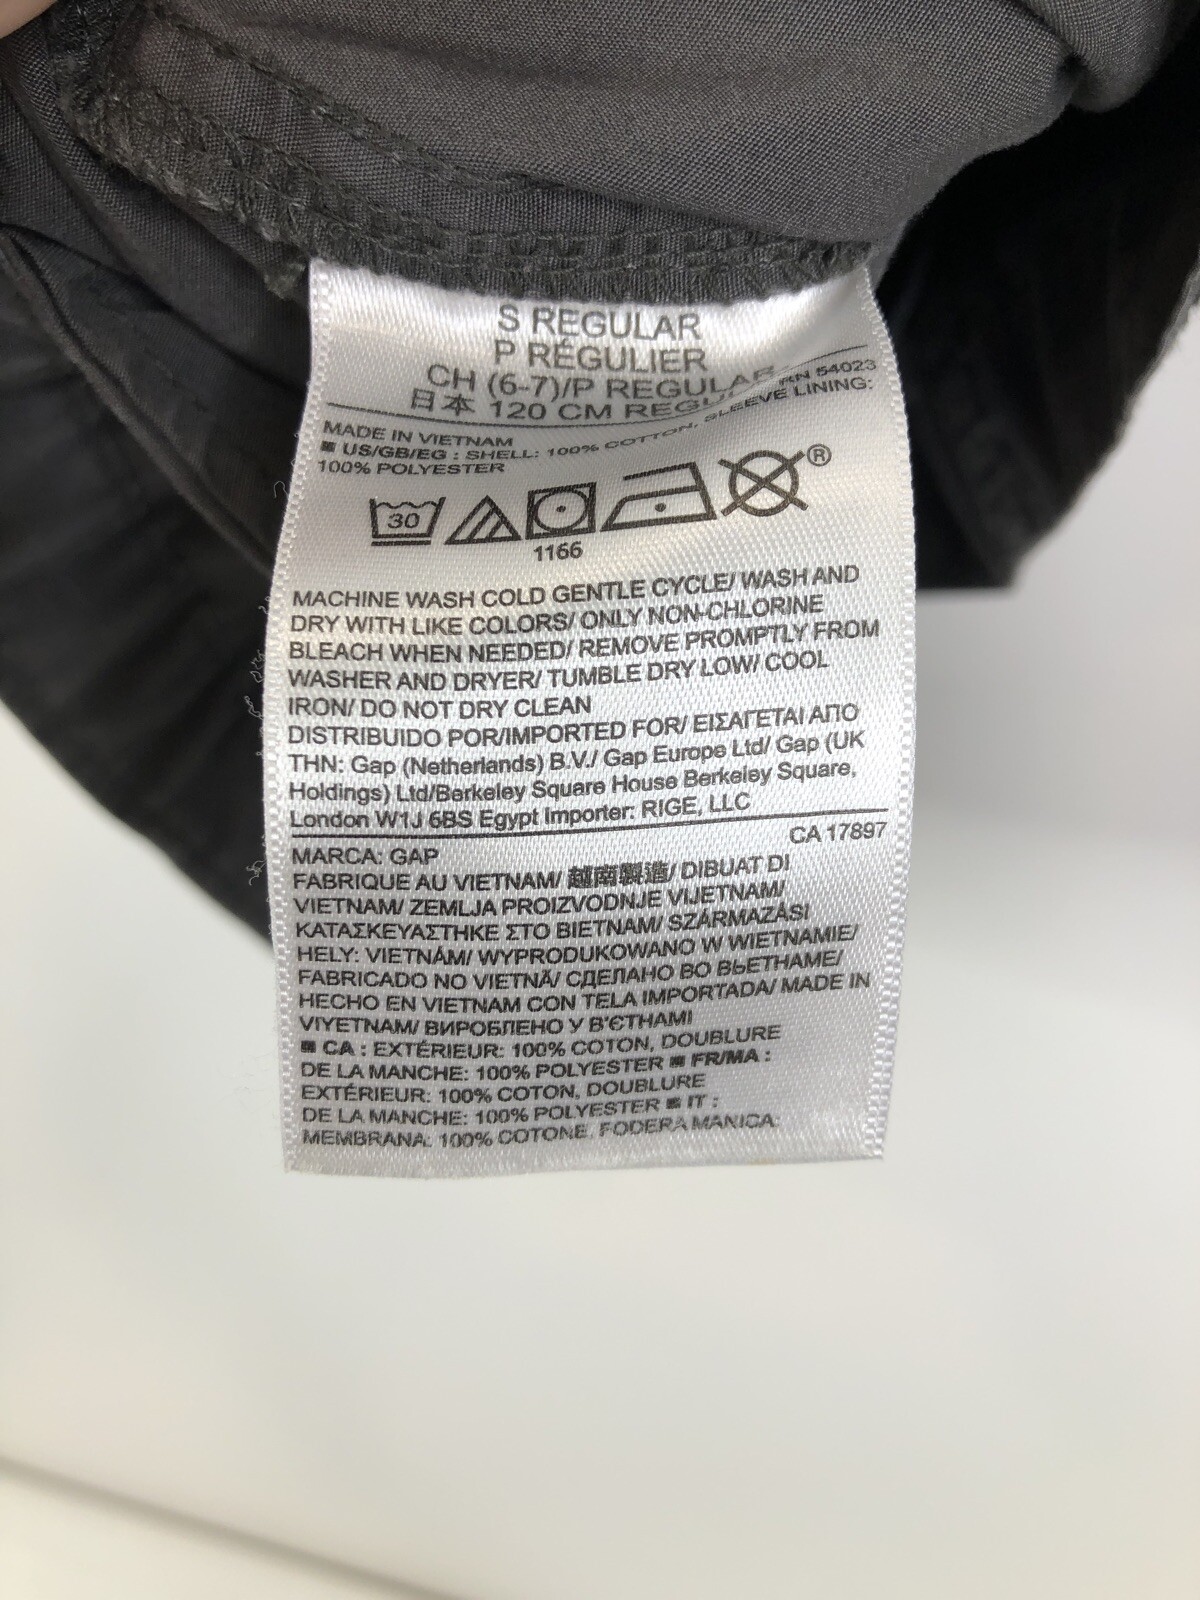 S REGULAR
P RÉGULIER
CH (6-7)/P REGULAR
日本 120 CM REGULAR
RN 54023
MADE IN VIETNAM
■ US/GB/EG : SHELL: 100% COTTON, SLEEVE LINING:
100% POLYESTER
30
®
1166
MACHINE WASH COLD GENTLE CYCLE/ WASH AND
DRY WITH LIKE COLORS/ ONLY NON-CHLORINE
BLEACH WHEN NEEDED/ REMOVE PROMPTLY FROM
WASHER AND DRYER/ TUMBLE DRY LOW/ COOL
IRON/ DO NOT DRY CLEAN
DISTRIBUIDO POR/IMPORTED FOR/ ΕΙΣΑΓΕΤΑΙ ΑΠΟ
ΤΗΝ: Gap (Netherlands) B.V./ Gap Europe Ltd/ Gap (UK
Holdings) Ltd/Berkeley Square House Berkeley Square,
London W1J 6BS Egypt Importer: RIGE, LLC
CA 17897
MARCA: GAP
FABRIQUE AU VIETNAM/ 越南製造/ DIBUAT DI
VIETNAM/ ZEMLJA PROIZVODNJE VIJETNAM/
ΚΑΤΑΣΚΕΥΑΣΤΗΚΕ ΣΤΟ ΒΙΕΤΝΑΜ/ SZÁRMAZÁSI
HELY: VIETNÁM/ WYPRODUKOWANO W WIETNAMIE/
FABRICADO NO VIETNÃ/ СДЕЛАНО ВО ВЬЕТНАМЕ/
HECHO EN VIETNAM CON TELA IMPORTADA/ MADE IN
VIYETNAM/ ВИРОБЛЕНО У В'ЄТНАМІ
■ CA : EXTÉRIEUR: 100% COTON, DOUBLURE
DE LA MANCHE: 100% POLYESTER ■ FR/MA :
EXTÉRIEUR: 100% COTON, DOUBLURE
DE LA MANCHE: 100% POLYESTER ■ IT :
MEMBRANA: 100% COTONE, FODERA MANICA: